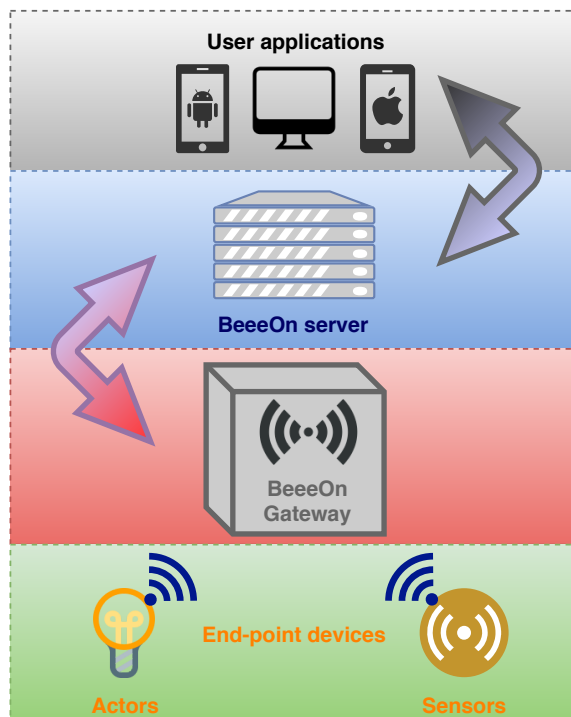 User applications
BeeeOn server
BeeeOn
Gateway
End-point devices
Actors
Sensors